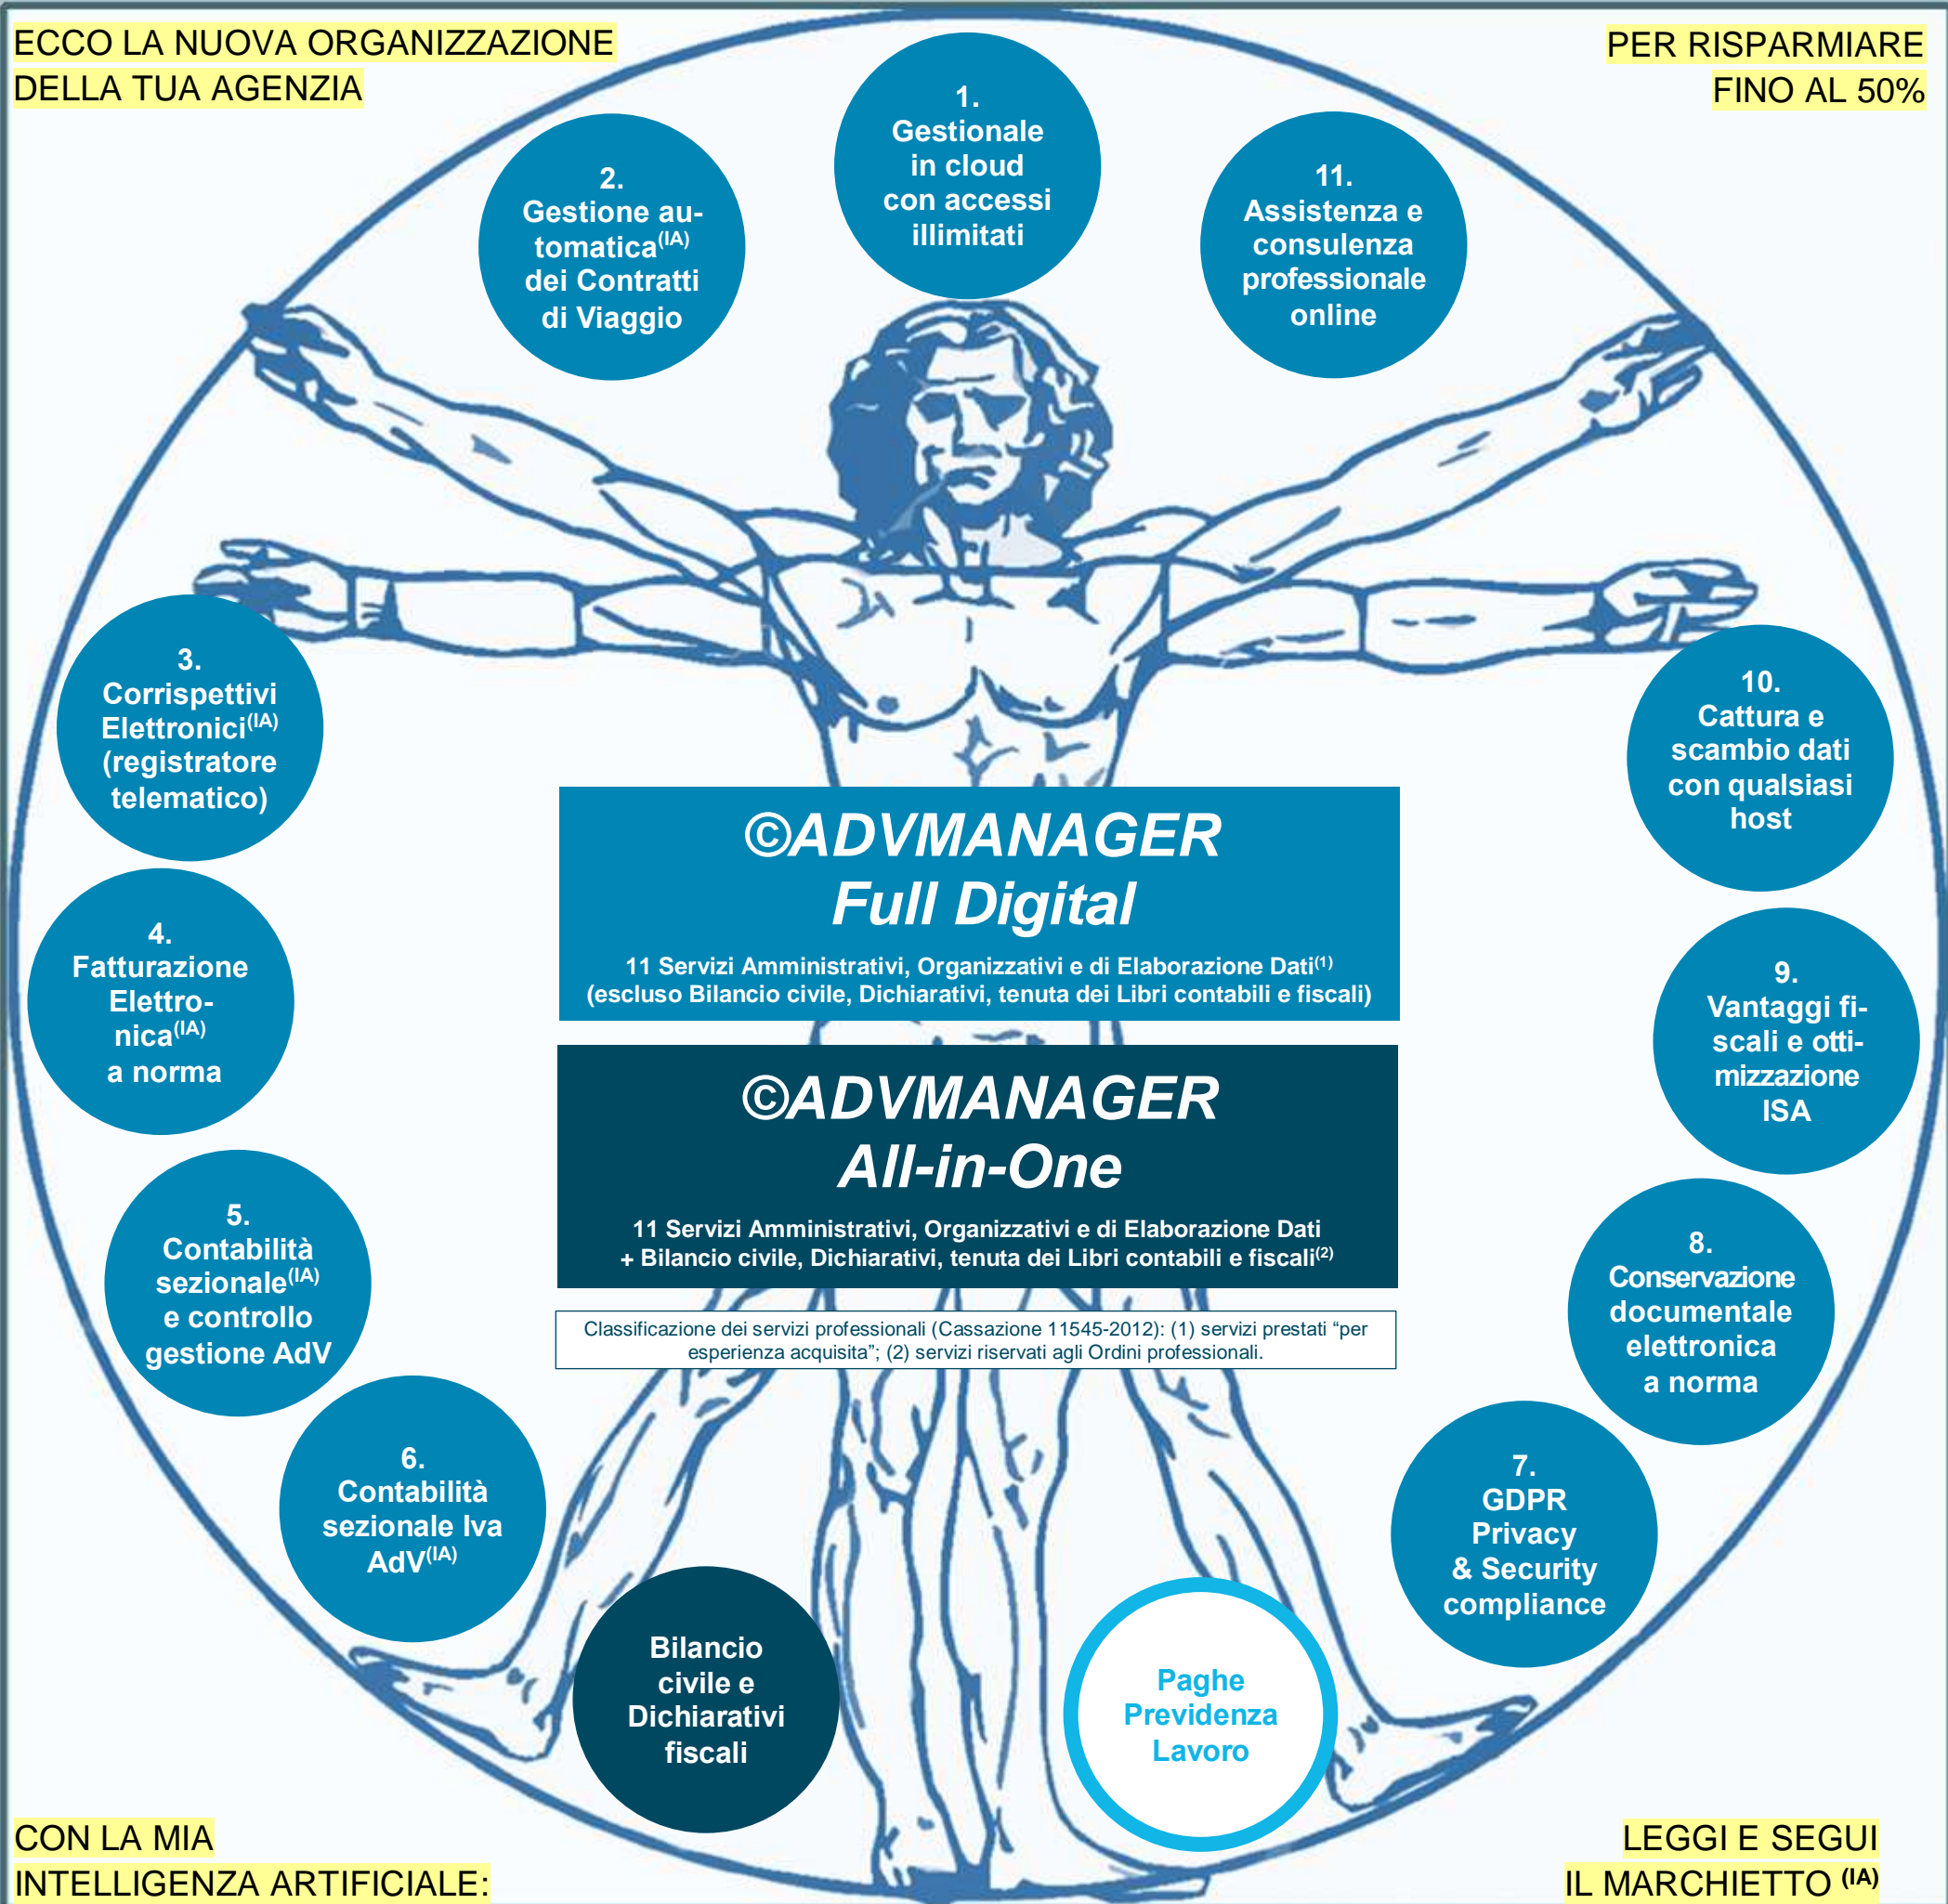 ECCO LA NUOVA ORGANIZZAZIONE
DELLA TUA AGENZIA
PER RISPARMIARE
FINO AL 50%
1.
Gestionale
in cloud
con accessi
illimitati
2.
Gestione au-
tomatica(IA)
dei Contratti
di Viaggio
11.
Assistenza e
consulenza
professionale
online
3.
Corrispettivi
Elettronici(IA)
(registratore
telematico)
10.
Cattura e
scambio dati
con qualsiasi
host
©ADVMANAGER
Full Digital
11 Servizi Amministrativi, Organizzativi e di Elaborazione Dati(1)
(escluso Bilancio civile, Dichiarativi, tenuta dei Libri contabili e fiscali)
4.
Fatturazione
Elettro-
nica(IA)
a norma
9.
Vantaggi fi-
scali e otti-
mizzazione
ISA
©ADVMANAGER
All-in-One
11 Servizi Amministrativi, Organizzativi e di Elaborazione Dati
+ Bilancio civile, Dichiarativi, tenuta dei Libri contabili e fiscali(2)
5.
Contabilità
sezionale(IA)
e controllo
gestione AdV
8.
Conservazione
documentale
elettronica
a norma
Classificazione dei servizi professionali (Cassazione 11545-2012): (1) servizi prestati “per
esperienza acquisita”; (2) servizi riservati agli Ordini professionali.
6.
Contabilità
sezionale Iva
AdV(IA)
7.
GDPR
Privacy
& Security
compliance
Bilancio
civile e
Dichiarativi
fiscali
Paghe
Previdenza
Lavoro
CON LA MIA
INTELLIGENZA ARTIFICIALE:
LEGGI E SEGUI
IL MARCHIETTO (IA)